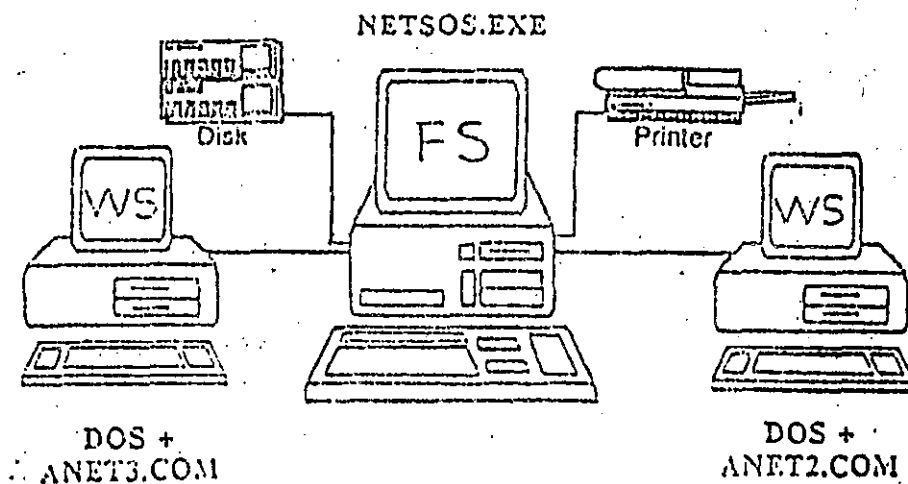 NETSOS.EXE
Disk
FS
Printer
WS
WS
DOS +
ANET3.COM
DOS +
ANET2.COM